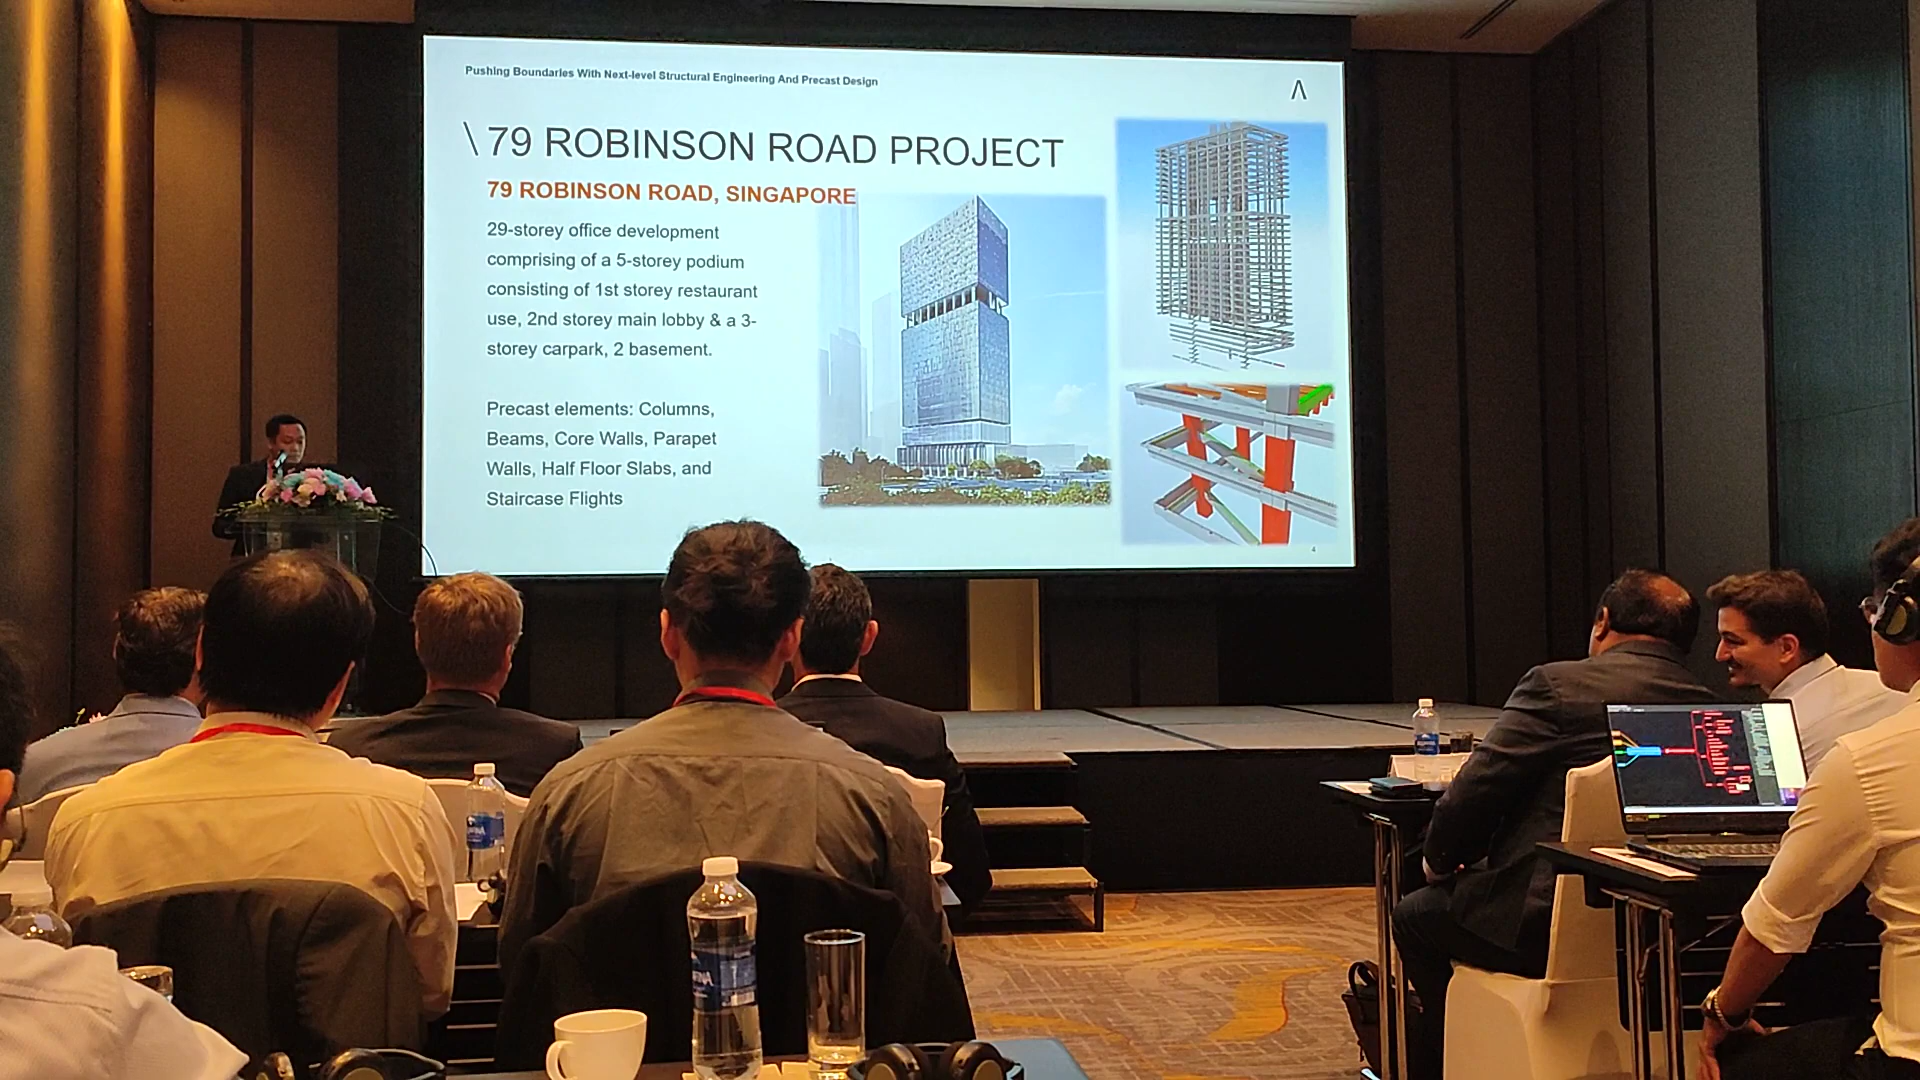 Pushing Boundaries With Next-level Structural Engineering And Precast Design
\ 79 ROBINSON ROAD PROJECT
79 ROBINSON ROAD, SINGAPORE
29-storey office development
comprising of a 5-storey podium
consisting of 1st storey restaurant
use, 2nd storey main lobby & a 3-
storey carpark, 2 basement.
Precast elements: Columns,
Beams, Core Walls, Parapet
Walls, Half Floor Slabs, and
Staircase Flights
4